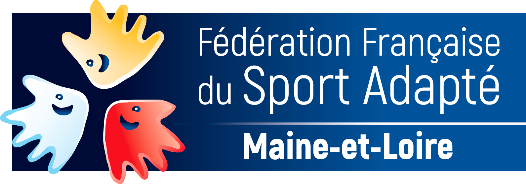 Fédération Française
du Sport Adapté
Maine-et-Loire